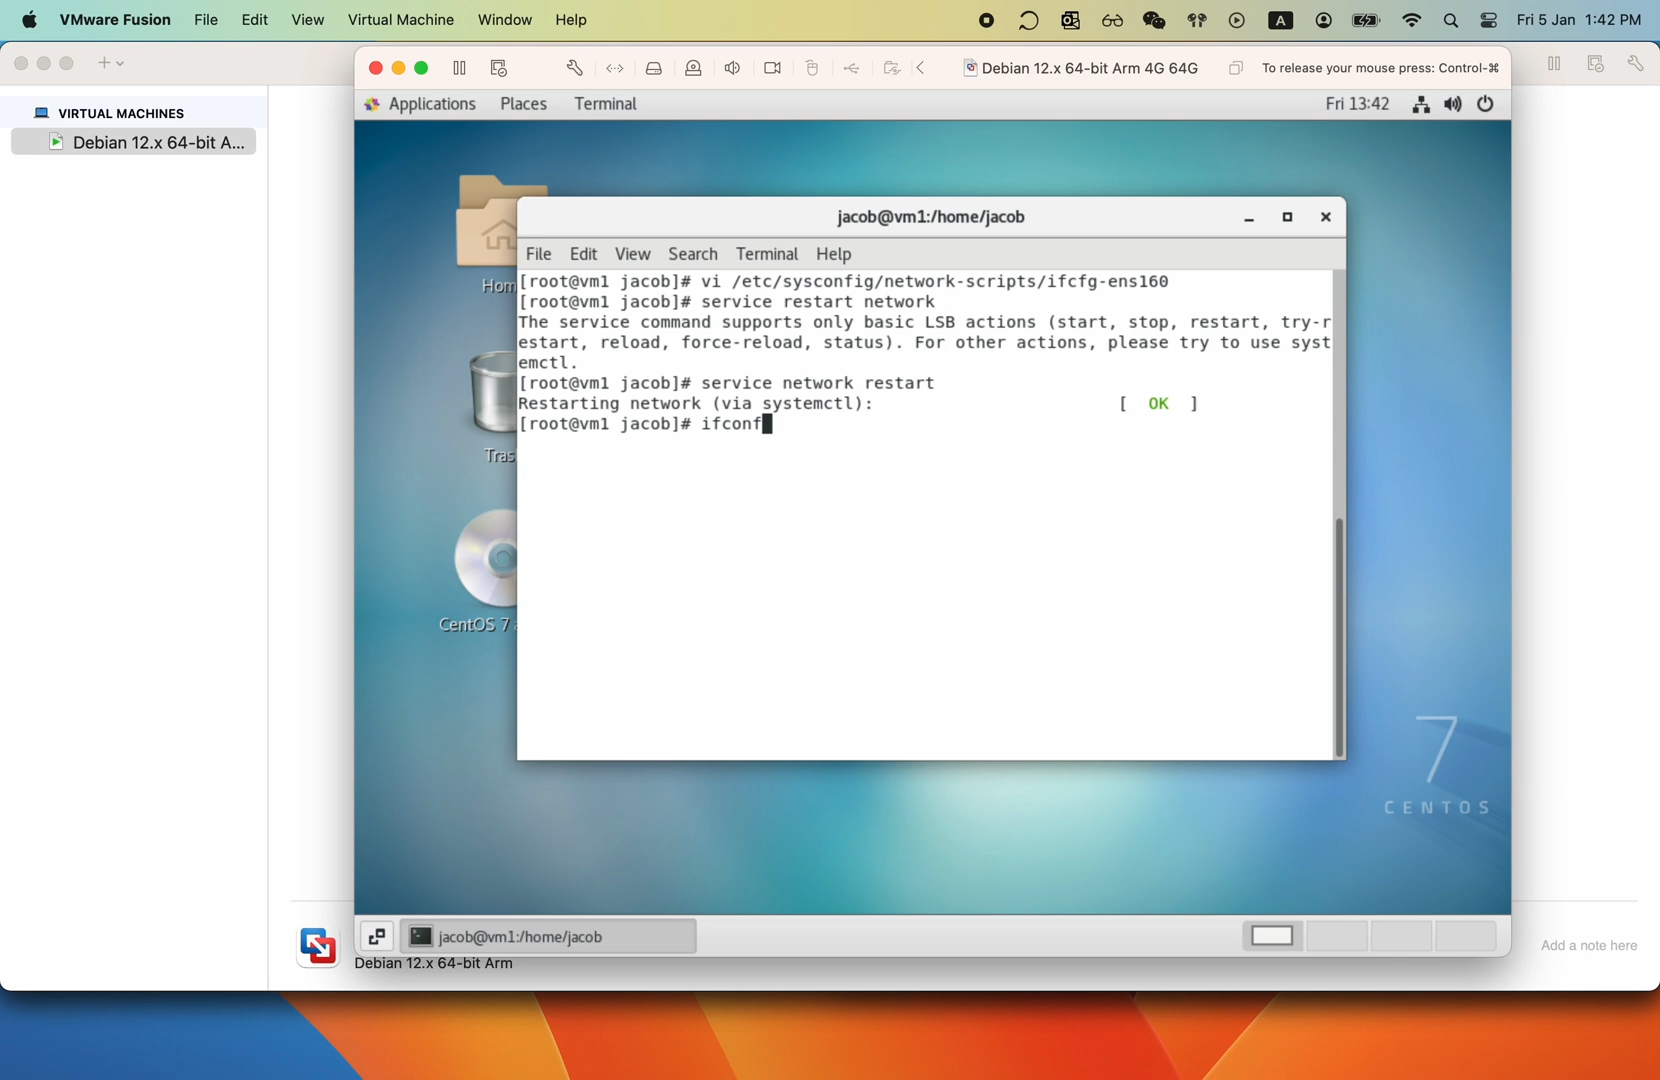 VMware Fusion File Edit View Virtual Machine Window Help A Fri 5 Jan 1:42 PM
Debian 12.x 64-bit Arm 4G 64G To release your mouse press: Control-⌘
VIRTUAL MACHINES
Debian 12.x 64-bit A...
Applications Places Terminal Fri 13:42
Home
Trash
CentOS 7 a
jacob@vm1:/home/jacob
File Edit View Search Terminal Help
[root@vm1 jacob]# vi /etc/sysconfig/network-scripts/ifcfg-ens160
[root@vm1 jacob]# service restart network
The service command supports only basic LSB actions (start, stop, restart, try-r
estart, reload, force-reload, status). For other actions, please try to use syst
emctl.
[root@vm1 jacob]# service network restart
Restarting network (via systemctl): [ OK ]
[root@vm1 jacob]# ifconf
7
CENTOS
jacob@vm1:/home/jacob
Debian 12.x 64-bit Arm
Add a note here